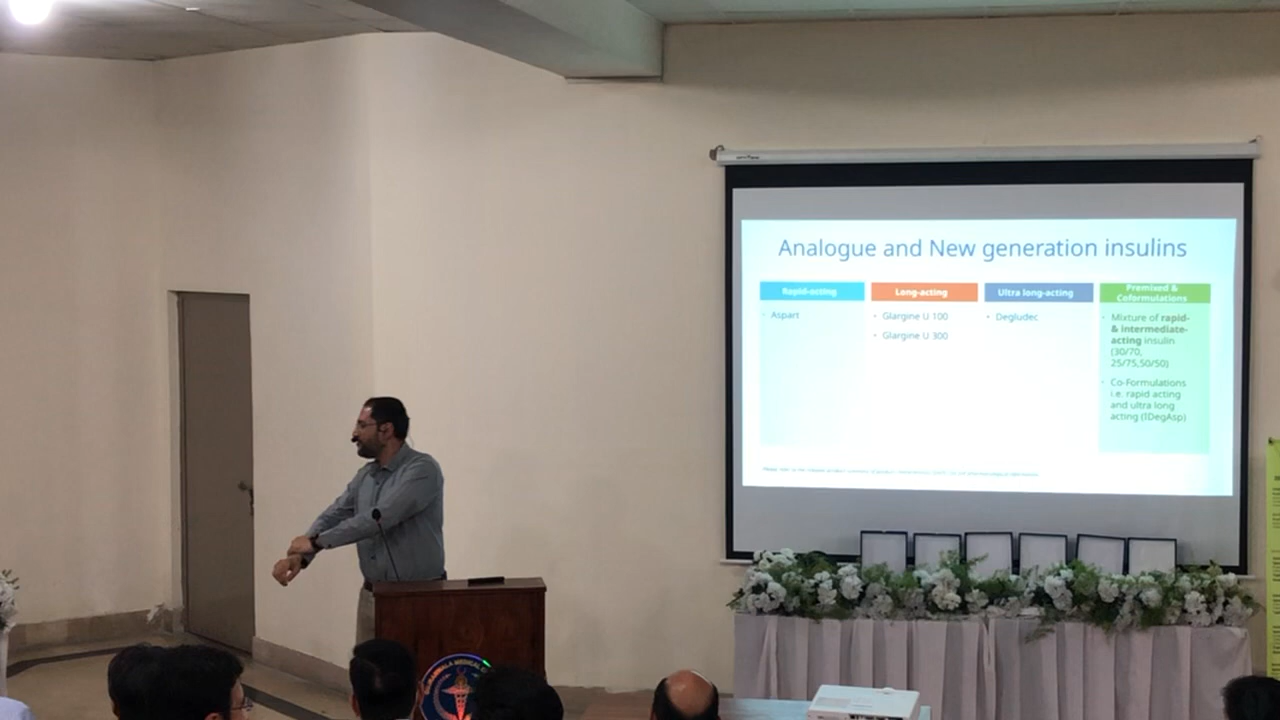 Analogue and New generation insulins
Rapid-acting
Aspart
Long-acting
Glargine U 100
Glargine U 300
Ultra long-acting
Degludec
Premixed &
Coformulations
Mixture of rapid-
& intermediate-
acting insulin
(30/70,
25/75,50/50)
Co-Formulations
i.e. rapid acting
and ultra long
acting (IDegAsp)
MEDICAL